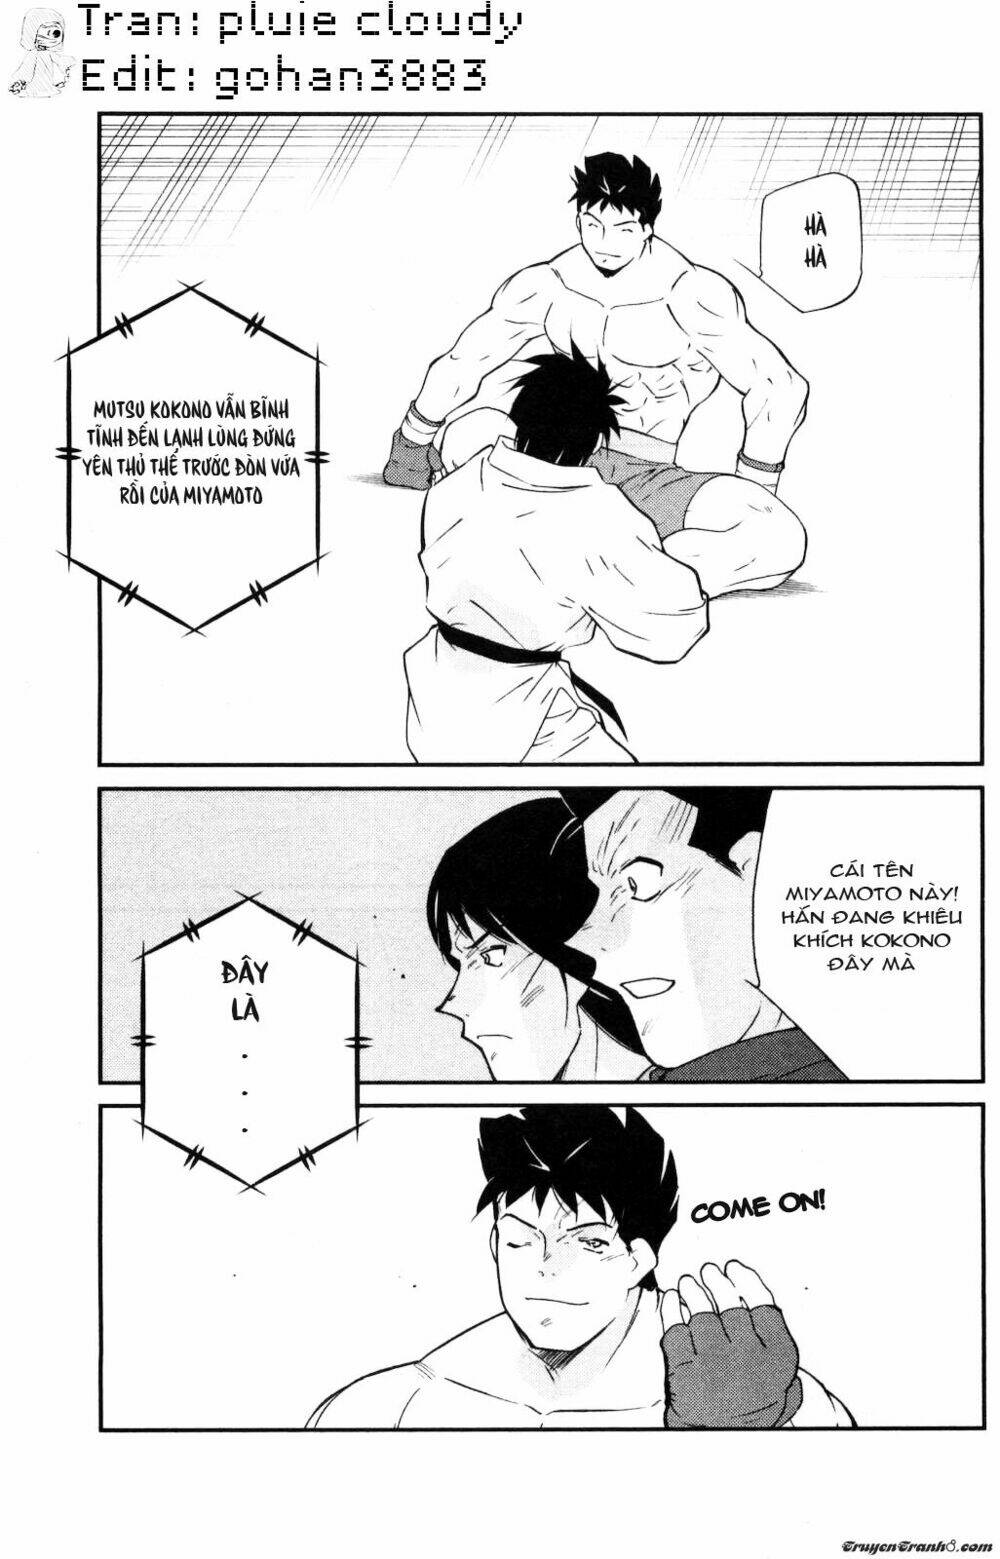 Tran: pluie cloudy
Edit: gohan3883
HÀ
HÀ
MUTSU KOKONO VẪN BÌNH
TĨNH ĐẾN LẠNH LÙNG ĐỨNG
YÊN THỦ THẾ TRƯỚC ĐÒN VỪA
RỒI CỦA MIYAMOTO
CÁI TÊN
MIYAMOTO NÀY!
HẮN ĐANG KHIÊU
KHÍCH KOKONO
ĐÂY MÀ
ĐÂY
LÀ
.
.
.
COME ON!
TruyenTranh8.com